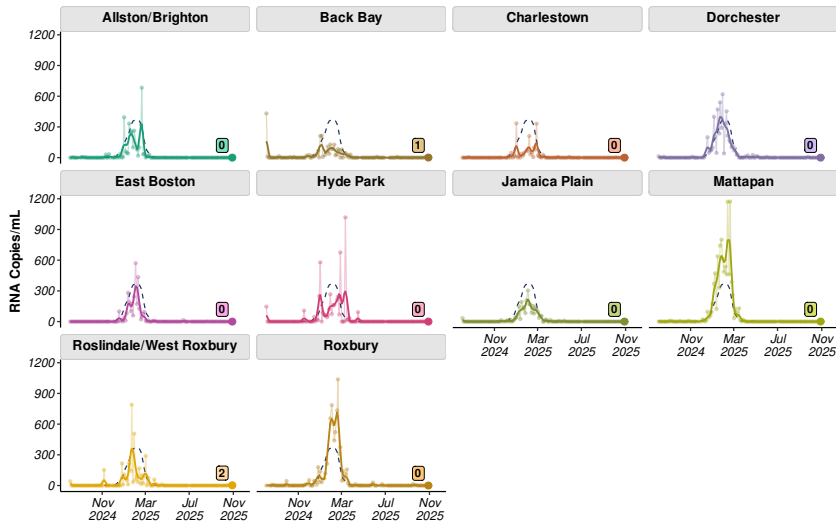 Allston/Brighton
Back Bay
Charlestown
Dorchester
1200
900
600
300
0
0
1
0
0
East Boston
Hyde Park
Jamaica Plain
Mattapan
RNA Copies/mL
1200
900
600
300
0
0
0
0
0
Nov 2024
Mar 2025
Jul 2025
Nov 2025
Nov 2024
Mar 2025
Jul 2025
Nov 2025
Roslindale/West Roxbury
Roxbury
1200
900
600
300
0
2
0
Nov 2024
Mar 2025
Jul 2025
Nov 2025
Nov 2024
Mar 2025
Jul 2025
Nov 2025